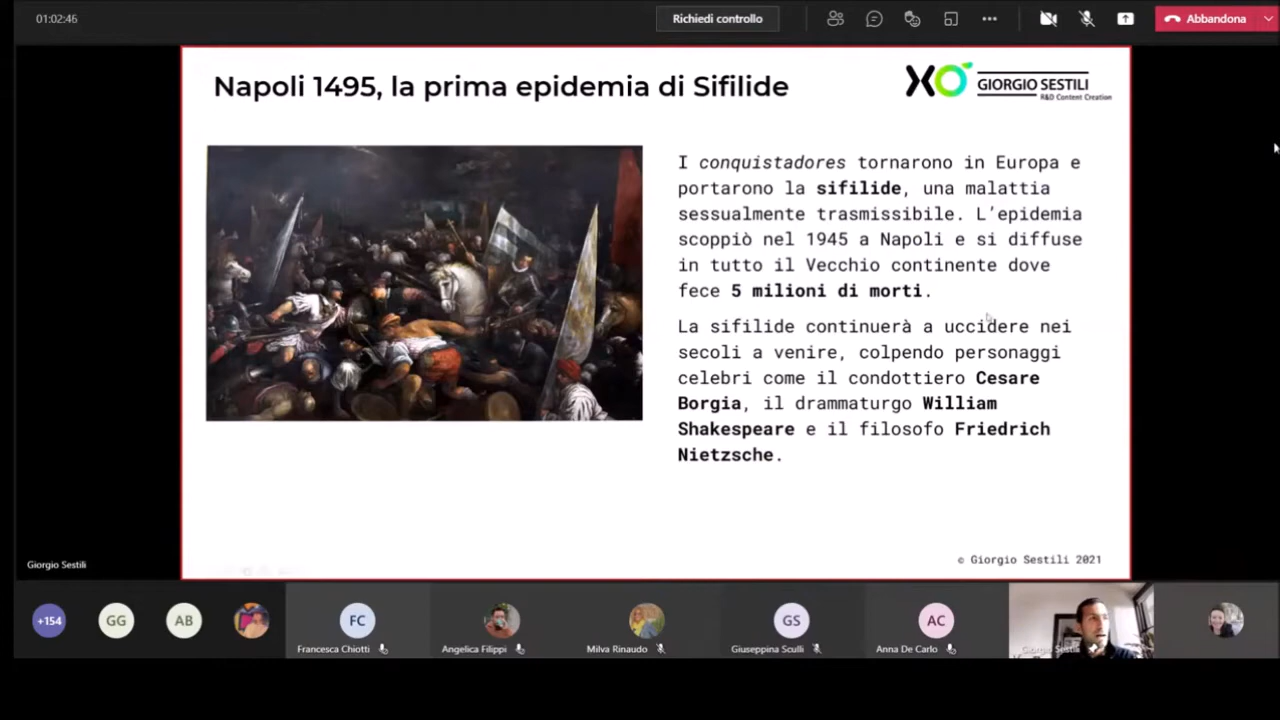 01:02:46
Richiedi controllo
Abbandona
Napoli 1495, la prima epidemia di Sifilide
XO
GIORGIO SESTILI
R&D Content Creation
I conquistadores tornarono in Europa e
portarono la sifilide, una malattia
sessualmente trasmissibile. L'epidemia
scoppiò nel 1945 a Napoli e si diffuse
in tutto il Vecchio continente dove
fece 5 milioni di morti.
La sifilide continuerà a uccidere nei
secoli a venire, colpendo personaggi
celebri come il condottiero Cesare
Borgia, il drammaturgo William
Shakespeare e il filosofo Friedrich
Nietzsche.
© Giorgio Sestili 2021
Giorgio Sestili
+154
GG
AB
FC
GS
AC
Francesca Chiotti
Angelica Filippi
Milva Rinaudo
Giuseppina Sculli
Anna De Carlo
Giorgio Sestili